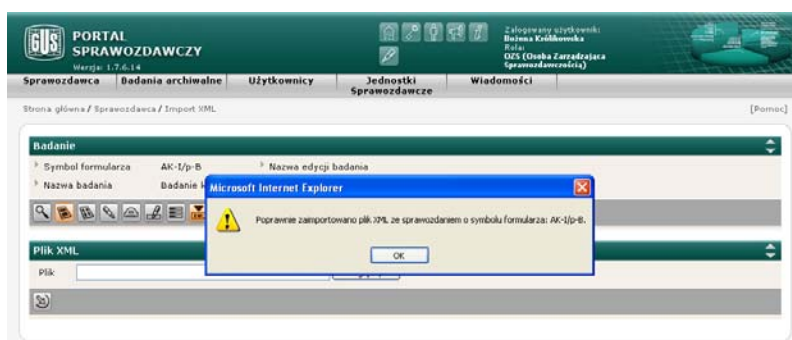 GUS PORTAL
SPRAWOZDAWCZY
Wersja: 1.7.6.14
Zalogowany użytkownik:
Bożena Królikowska
Rola:
OZS (Osoba Zarządzająca
Sprawozdawczością)
Sprawozdawca Badania archiwalne Użytkownicy Jednostki Sprawozdawcze Wiadomości
Strona główna / Sprawozdawca / Import XML [Pomoc]
Badanie
Symbol formularza AK-I/p-B Nazwa edycji badania
Nazwa badania Badanie
Microsoft Internet Explorer
Poprawnie zaimportowano plik XML ze sprawozdaniem o symbolu formularza: AK-I/p-B.
OK
Plik XML
Plik